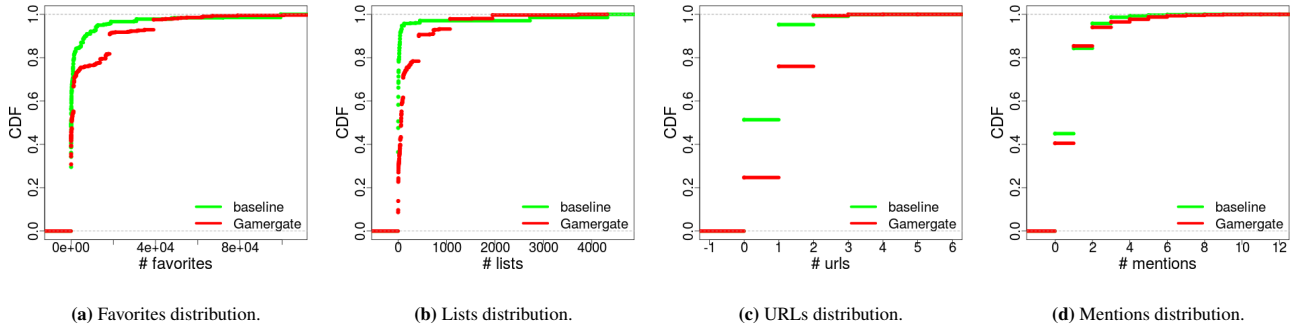 CDF
0.0 0.2 0.4 0.6 0.8 1.0
baseline
Gamergate
0e+00 4e+04 8e+04
# favorites
CDF
0.0 0.2 0.4 0.6 0.8 1.0
baseline
Gamergate
0 1000 2000 3000 4000
# lists
CDF
0.0 0.2 0.4 0.6 0.8 1.0
baseline
Gamergate
-1 0 1 2 3 4 5 6
# urls
CDF
0.0 0.2 0.4 0.6 0.8 1.0
baseline
Gamergate
0 2 4 6 8 10 12
# mentions
(a) Favorites distribution.
(b) Lists distribution.
(c) URLs distribution.
(d) Mentions distribution.